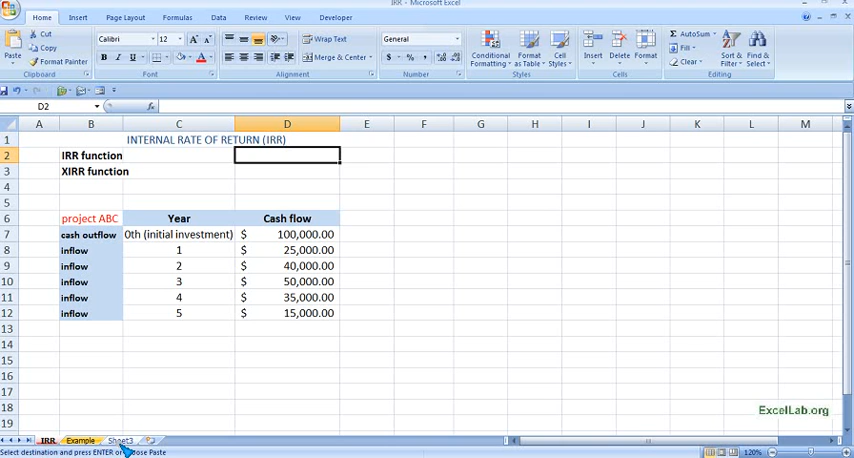 IRR - Microsoft Excel
Home Insert Page Layout Formulas Data Review View Developer
Paste
Cut
Copy
Format Painter
Clipboard
Calibri 12
B I U
Font
Wrap Text
Merge & Center
Alignment
General
$ % ,
Number
Conditional Formatting
Format as Table
Cell Styles
Styles
Insert Delete Format
Cells
Σ AutoSum
Fill
Clear
Sort & Filter
Find & Select
Editing
D2 fx
A B C D E F G H I J K L M
1 INTERNAL RATE OF RETURN (IRR)
2 IRR function
3 XIRR function
4
5
6 project ABC Year Cash flow
7 cash outflow 0th (initial investment) $ 100,000.00
8 inflow 1 $ 25,000.00
9 inflow 2 $ 40,000.00
10 inflow 3 $ 50,000.00
11 inflow 4 $ 35,000.00
12 inflow 5 $ 15,000.00
13
14
15
16
17
18
19
ExcelLab.org
IRR Example Sheet3
Select destination and press ENTER or choose Paste
120%